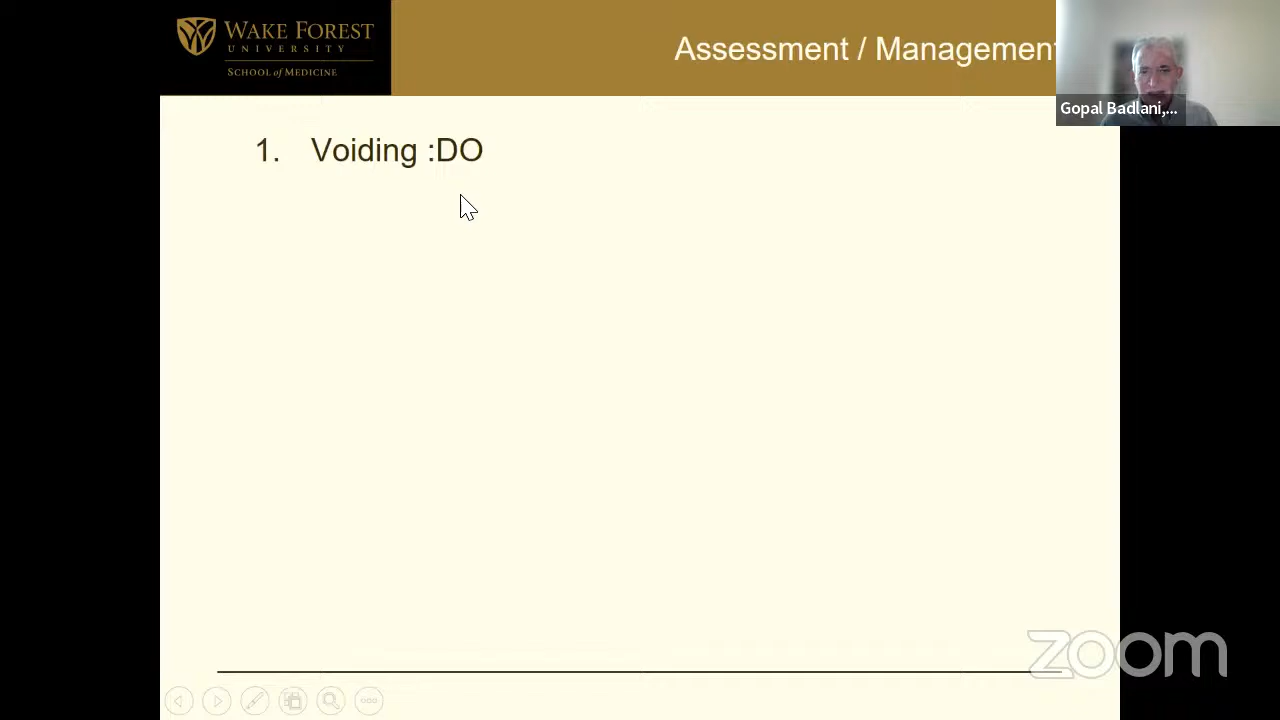 WAKE FOREST
UNIVERSITY
SCHOOL of MEDICINE
Assessment / Management
Gopal Badlani,...
1. Voiding :DO
zoom